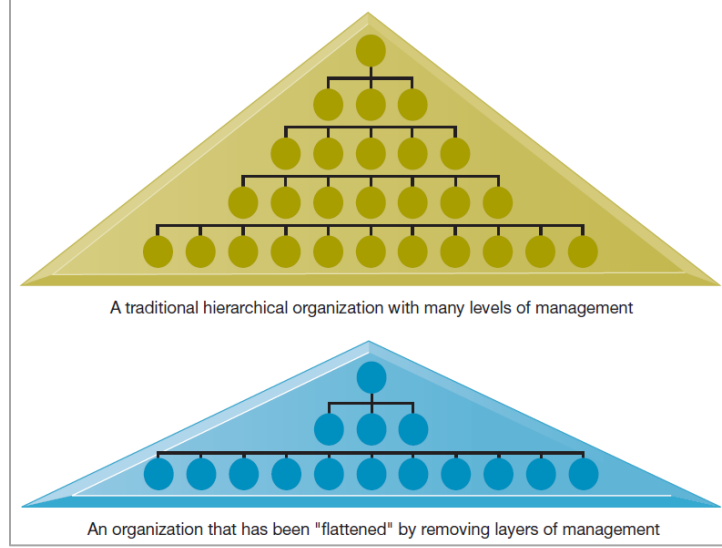 A traditional hierarchical organization with many levels of management
An organization that has been "flattened" by removing layers of management